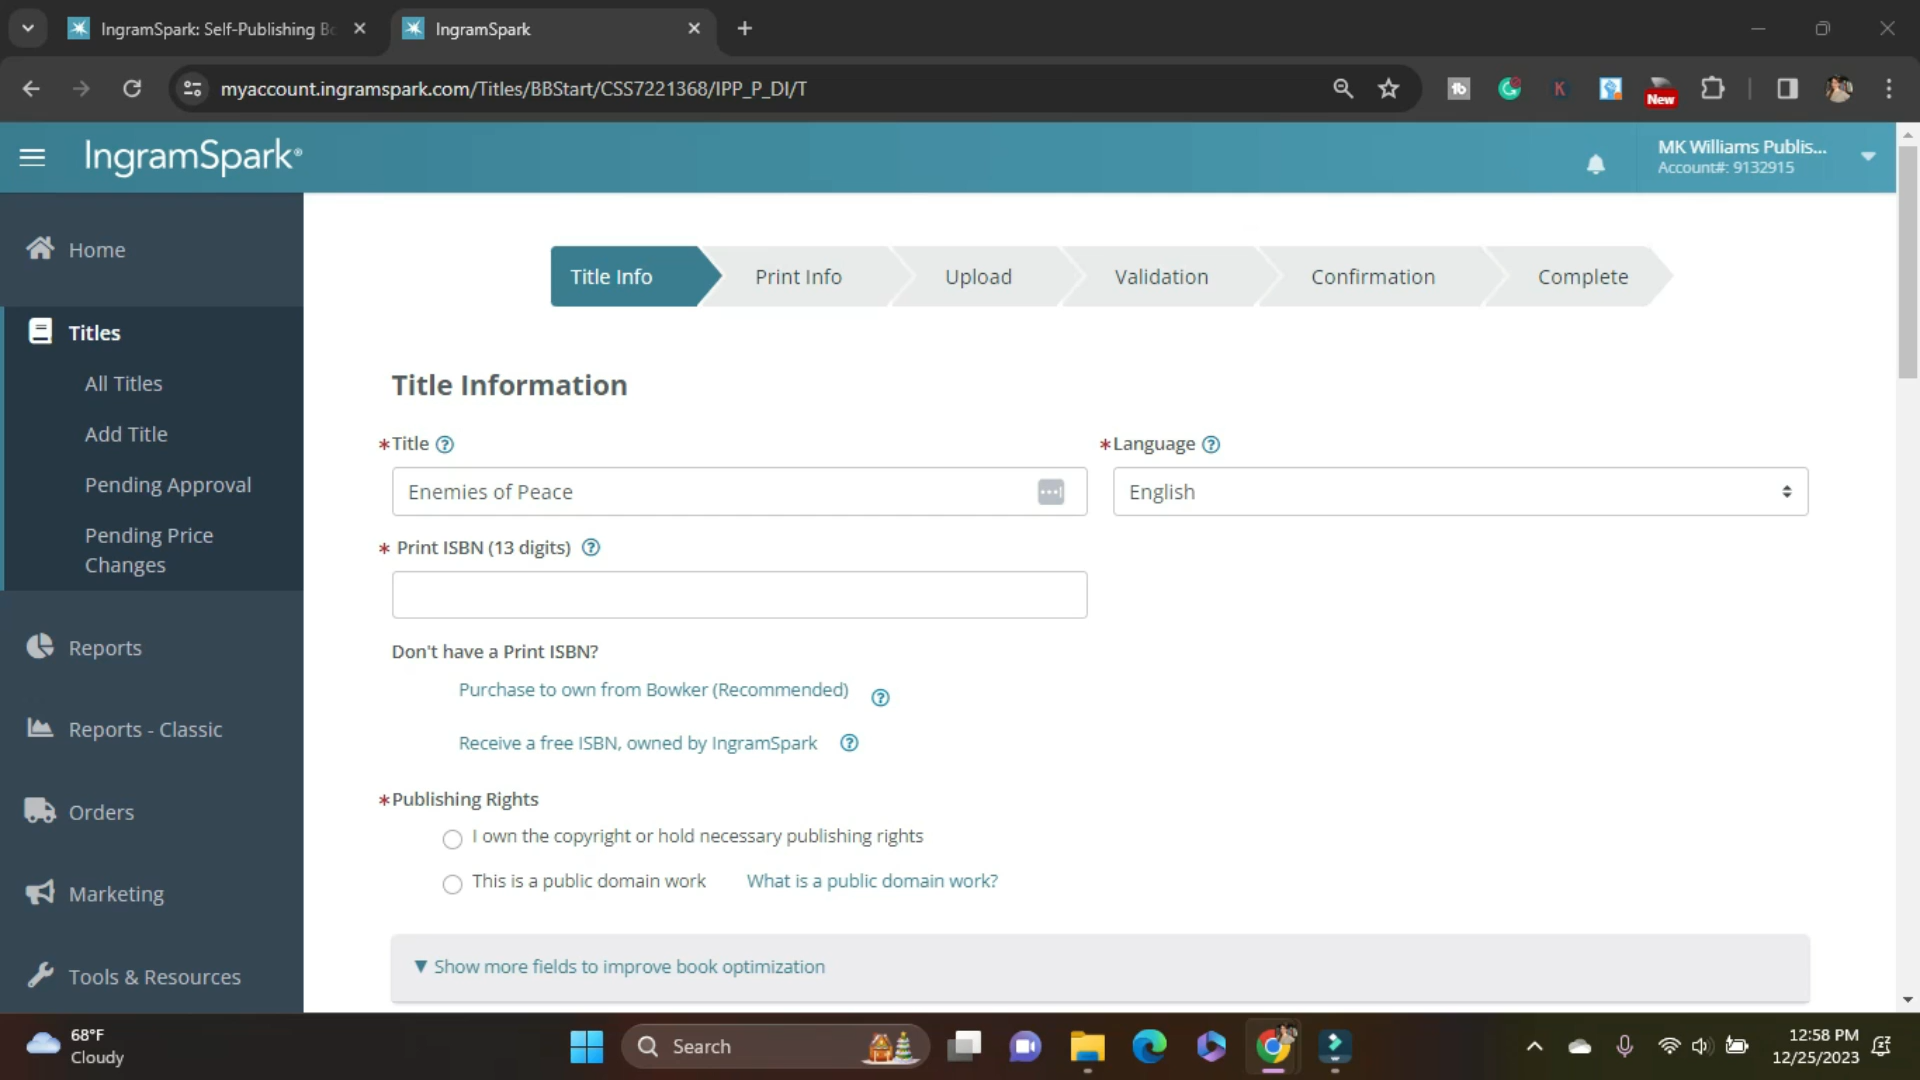 IngramSpark: Self-Publishing Bo
IngramSpark
myaccount.ingramspark.com/Titles/BBStart/CSS7221368/IPP_P_DI/T
tb
K
New
IngramSpark®
MK Williams Publis...
Account#: 9132915
Home
Titles
All Titles
Add Title
Pending Approval
Pending Price
Changes
Reports
Reports - Classic
Orders
Marketing
Tools & Resources
Title Info
Print Info
Upload
Validation
Confirmation
Complete
Title Information
*Title ?
*Language ?
Enemies of Peace
English
* Print ISBN (13 digits) ?
Don't have a Print ISBN?
Purchase to own from Bowker (Recommended) ?
Receive a free ISBN, owned by IngramSpark ?
*Publishing Rights
I own the copyright or hold necessary publishing rights
This is a public domain work What is a public domain work?
▼ Show more fields to improve book optimization
68°F
Cloudy
Search
12:58 PM
12/25/2023